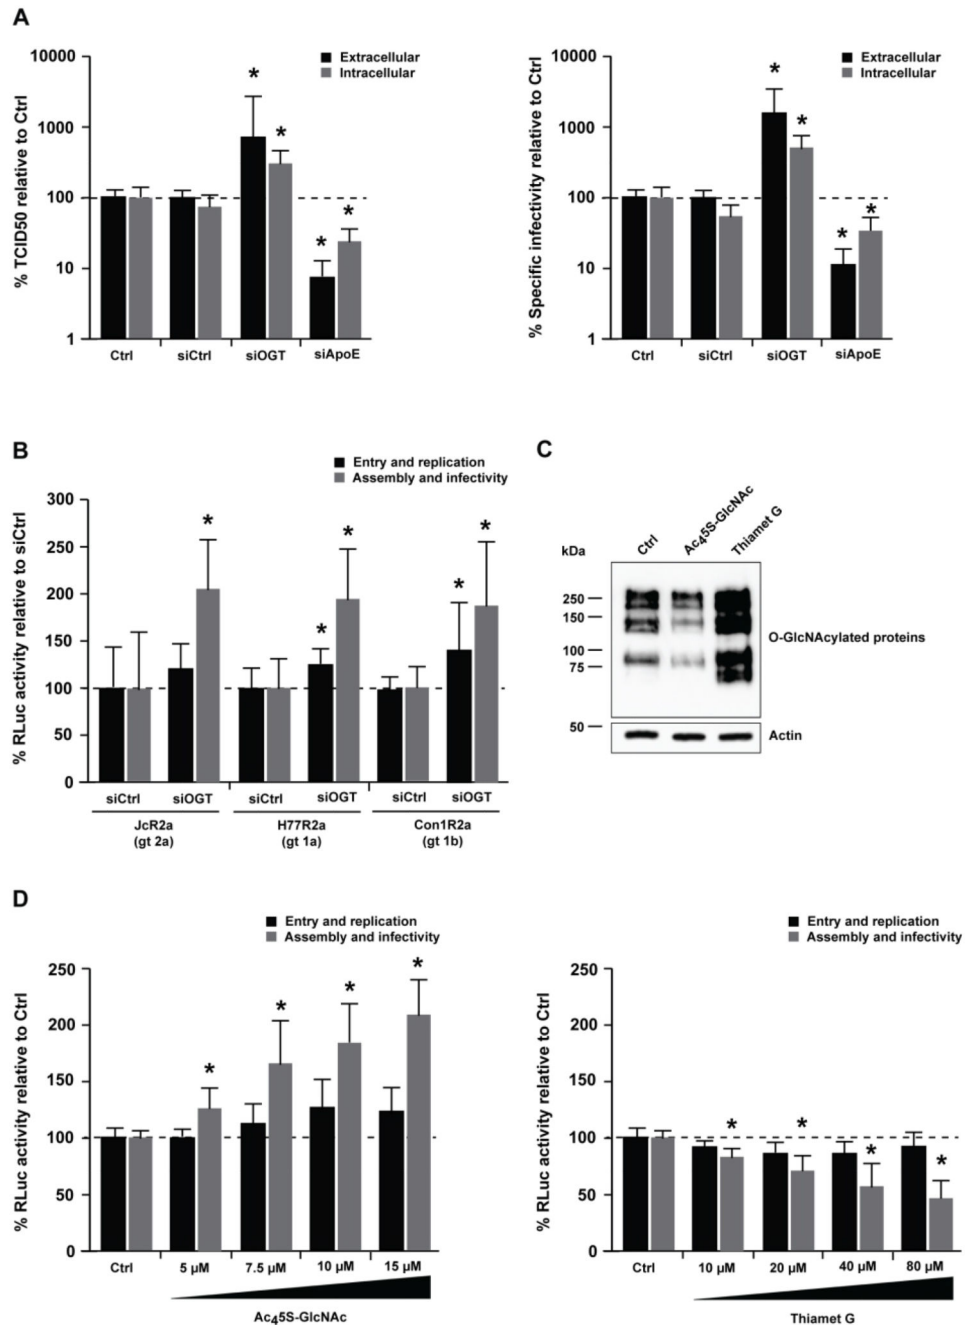 A
% TCID50 relative to Ctrl
10000
1000
100
10
1
Extracellular
Intracellular
*
*
*
*
Ctrl
siCtrl
siOGT
siApoE
% Specific infectivity relative to Ctrl
10000
1000
100
10
1
Extracellular
Intracellular
*
*
*
*
Ctrl
siCtrl
siOGT
siApoE
B
Entry and replication
Assembly and infectivity
% RLuc activity relative to siCtrl
300
250
200
150
100
50
0
*
*
*
*
*
siCtrl
siOGT
siCtrl
siOGT
siCtrl
siOGT
JcR2a
(gt 2a)
H77R2a
(gt 1a)
Con1R2a
(gt 1b)
C
kDa
Ctrl
Ac₄5S-GlcNAc
Thiamet G
250
150
100
75
50
O-GlcNAcylated proteins
Actin
D
Entry and replication
Assembly and infectivity
% RLuc activity relative to Ctrl
250
200
150
100
50
0
*
*
*
*
Ctrl
5 µM
7.5 µM
10 µM
15 µM
Ac₄5S-GlcNAc
Entry and replication
Assembly and infectivity
% RLuc activity relative to Ctrl
250
200
150
100
50
0
*
*
*
*
Ctrl
10 µM
20 µM
40 µM
80 µM
Thiamet G